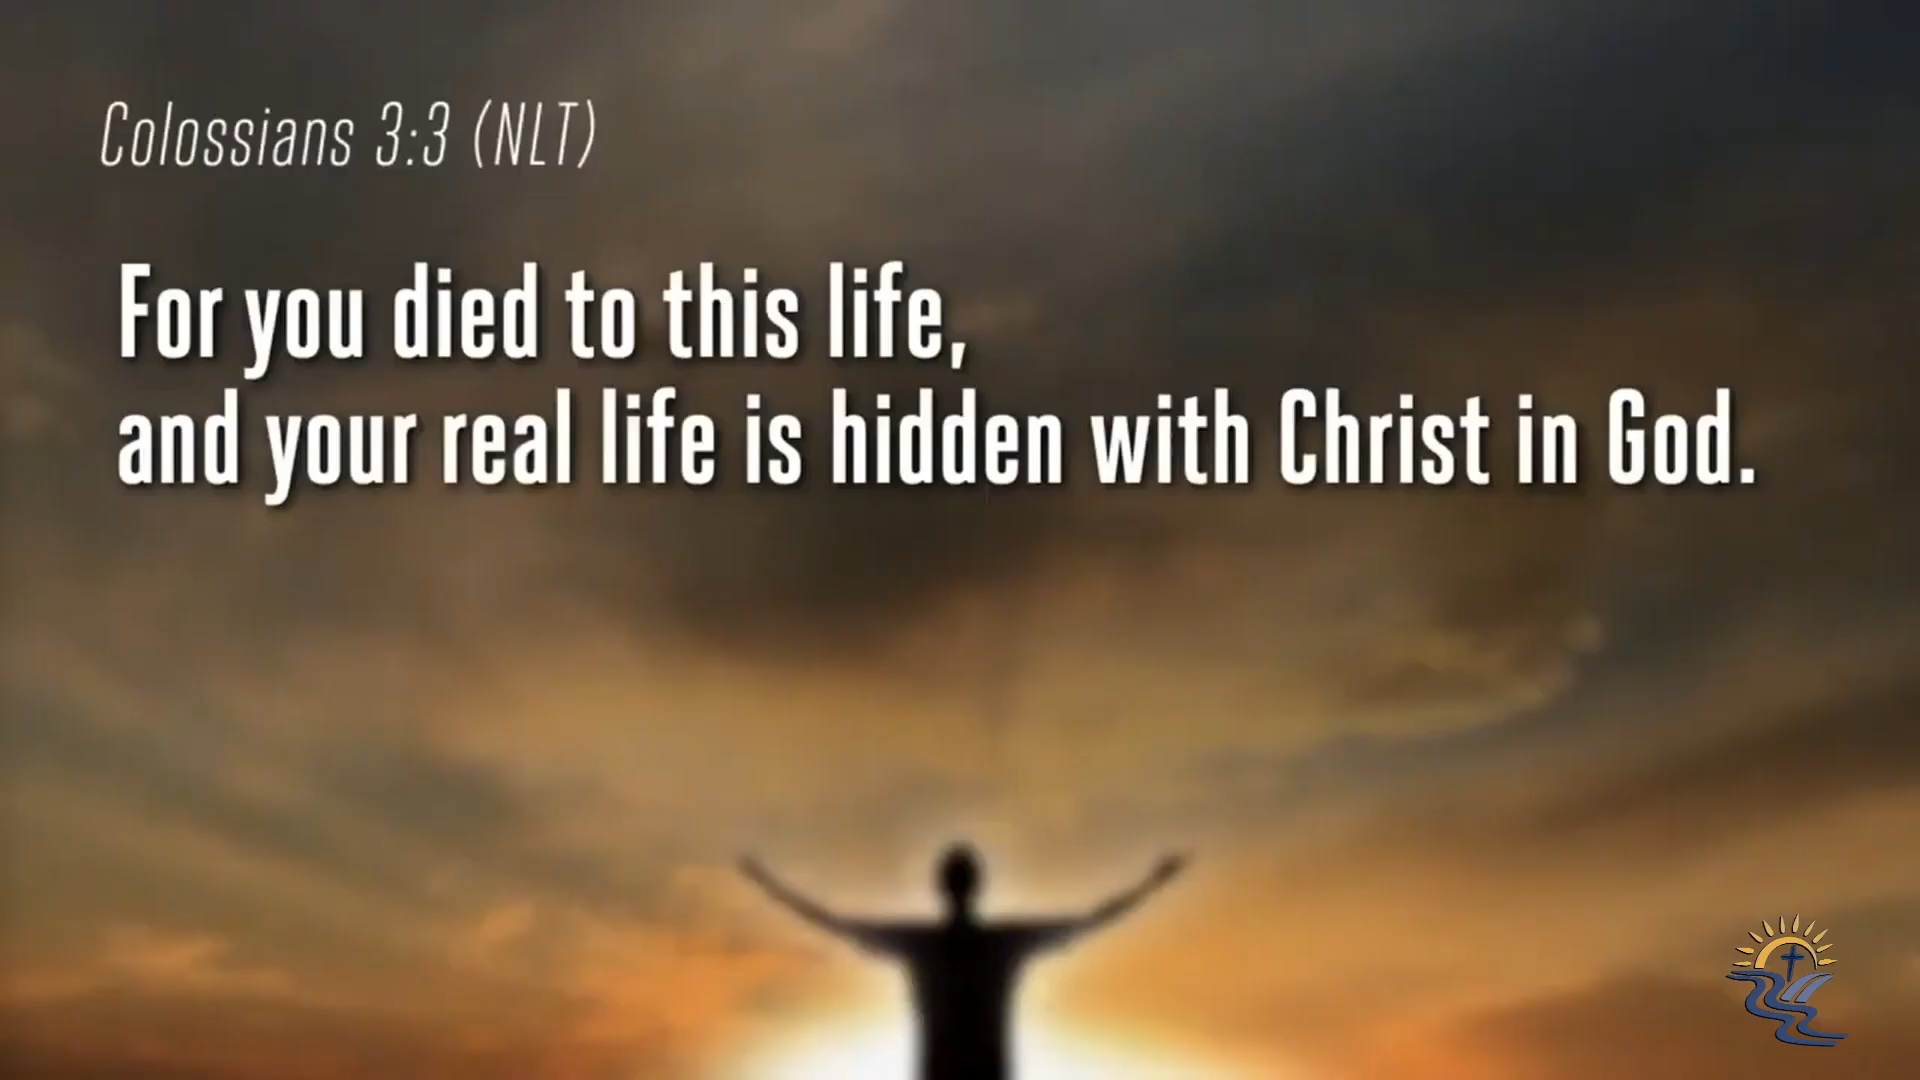 Colossians 3:3 (NLT)
For you died to this life,
and your real life is hidden with Christ in God.